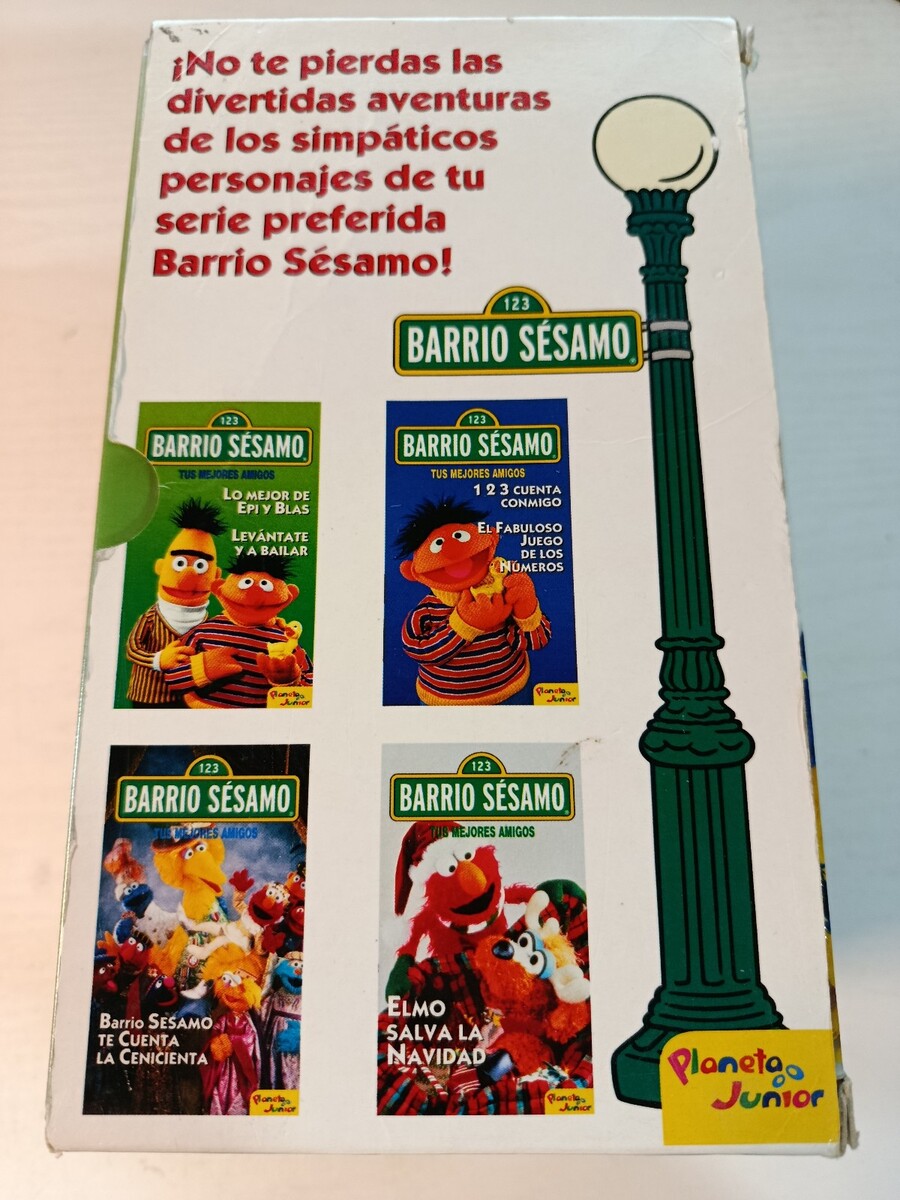 ¡No te pierdas las
divertidas aventuras
de los simpáticos
personajes de tu
serie preferida
Barrio Sésamo!
123
BARRIO SÉSAMO
123
BARRIO SÉSAMO
TUS MEJORES AMIGOS
LO MEJOR DE
EPI Y BLAS
LEVÁNTATE
Y A BAILAR
Planeta
Junior
123
BARRIO SÉSAMO
TUS MEJORES AMIGOS
1 2 3 CUENTA
CONMIGO
EL FABULOSO
JUEGO
DE LOS
NÚMEROS
Planeta
Junior
123
BARRIO SÉSAMO
TUS MEJORES AMIGOS
Barrio SÉSAMO
TE CUENTA
LA CENICIENTA
Planeta
Junior
123
BARRIO SÉSAMO
TUS MEJORES AMIGOS
ELMO
SALVA LA
NAVIDAD
Planeta
Junior
Planeta
Junior